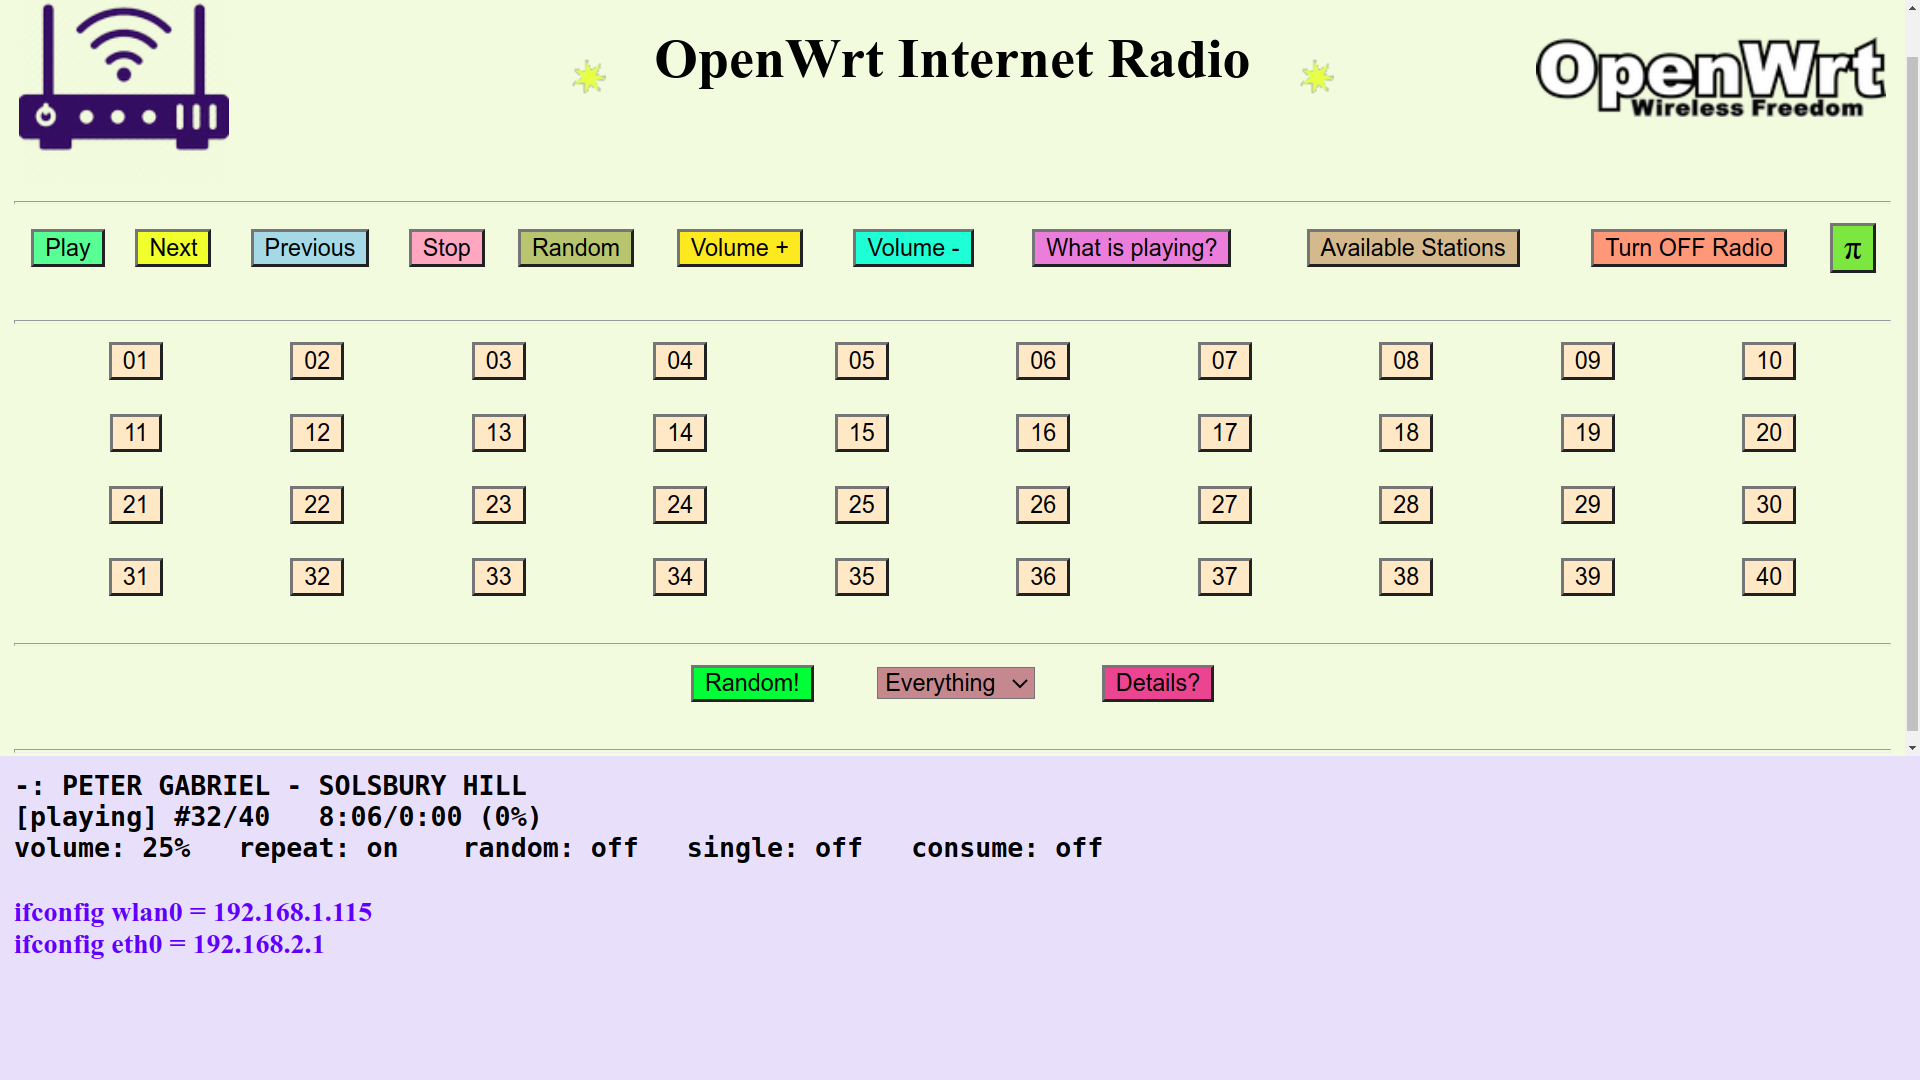 OpenWrt Internet Radio
OpenWrt
Wireless Freedom
Play Next Previous Stop Random Volume + Volume - What is playing? Available Stations Turn OFF Radio π
01 02 03 04 05 06 07 08 09 10
11 12 13 14 15 16 17 18 19 20
21 22 23 24 25 26 27 28 29 30
31 32 33 34 35 36 37 38 39 40
Random! Everything Details?
-: PETER GABRIEL - SOLSBURY HILL
[playing] #32/40 8:06/0:00 (0%)
volume: 25% repeat: on random: off single: off consume: off
ifconfig wlan0 = 192.168.1.115
ifconfig eth0 = 192.168.2.1